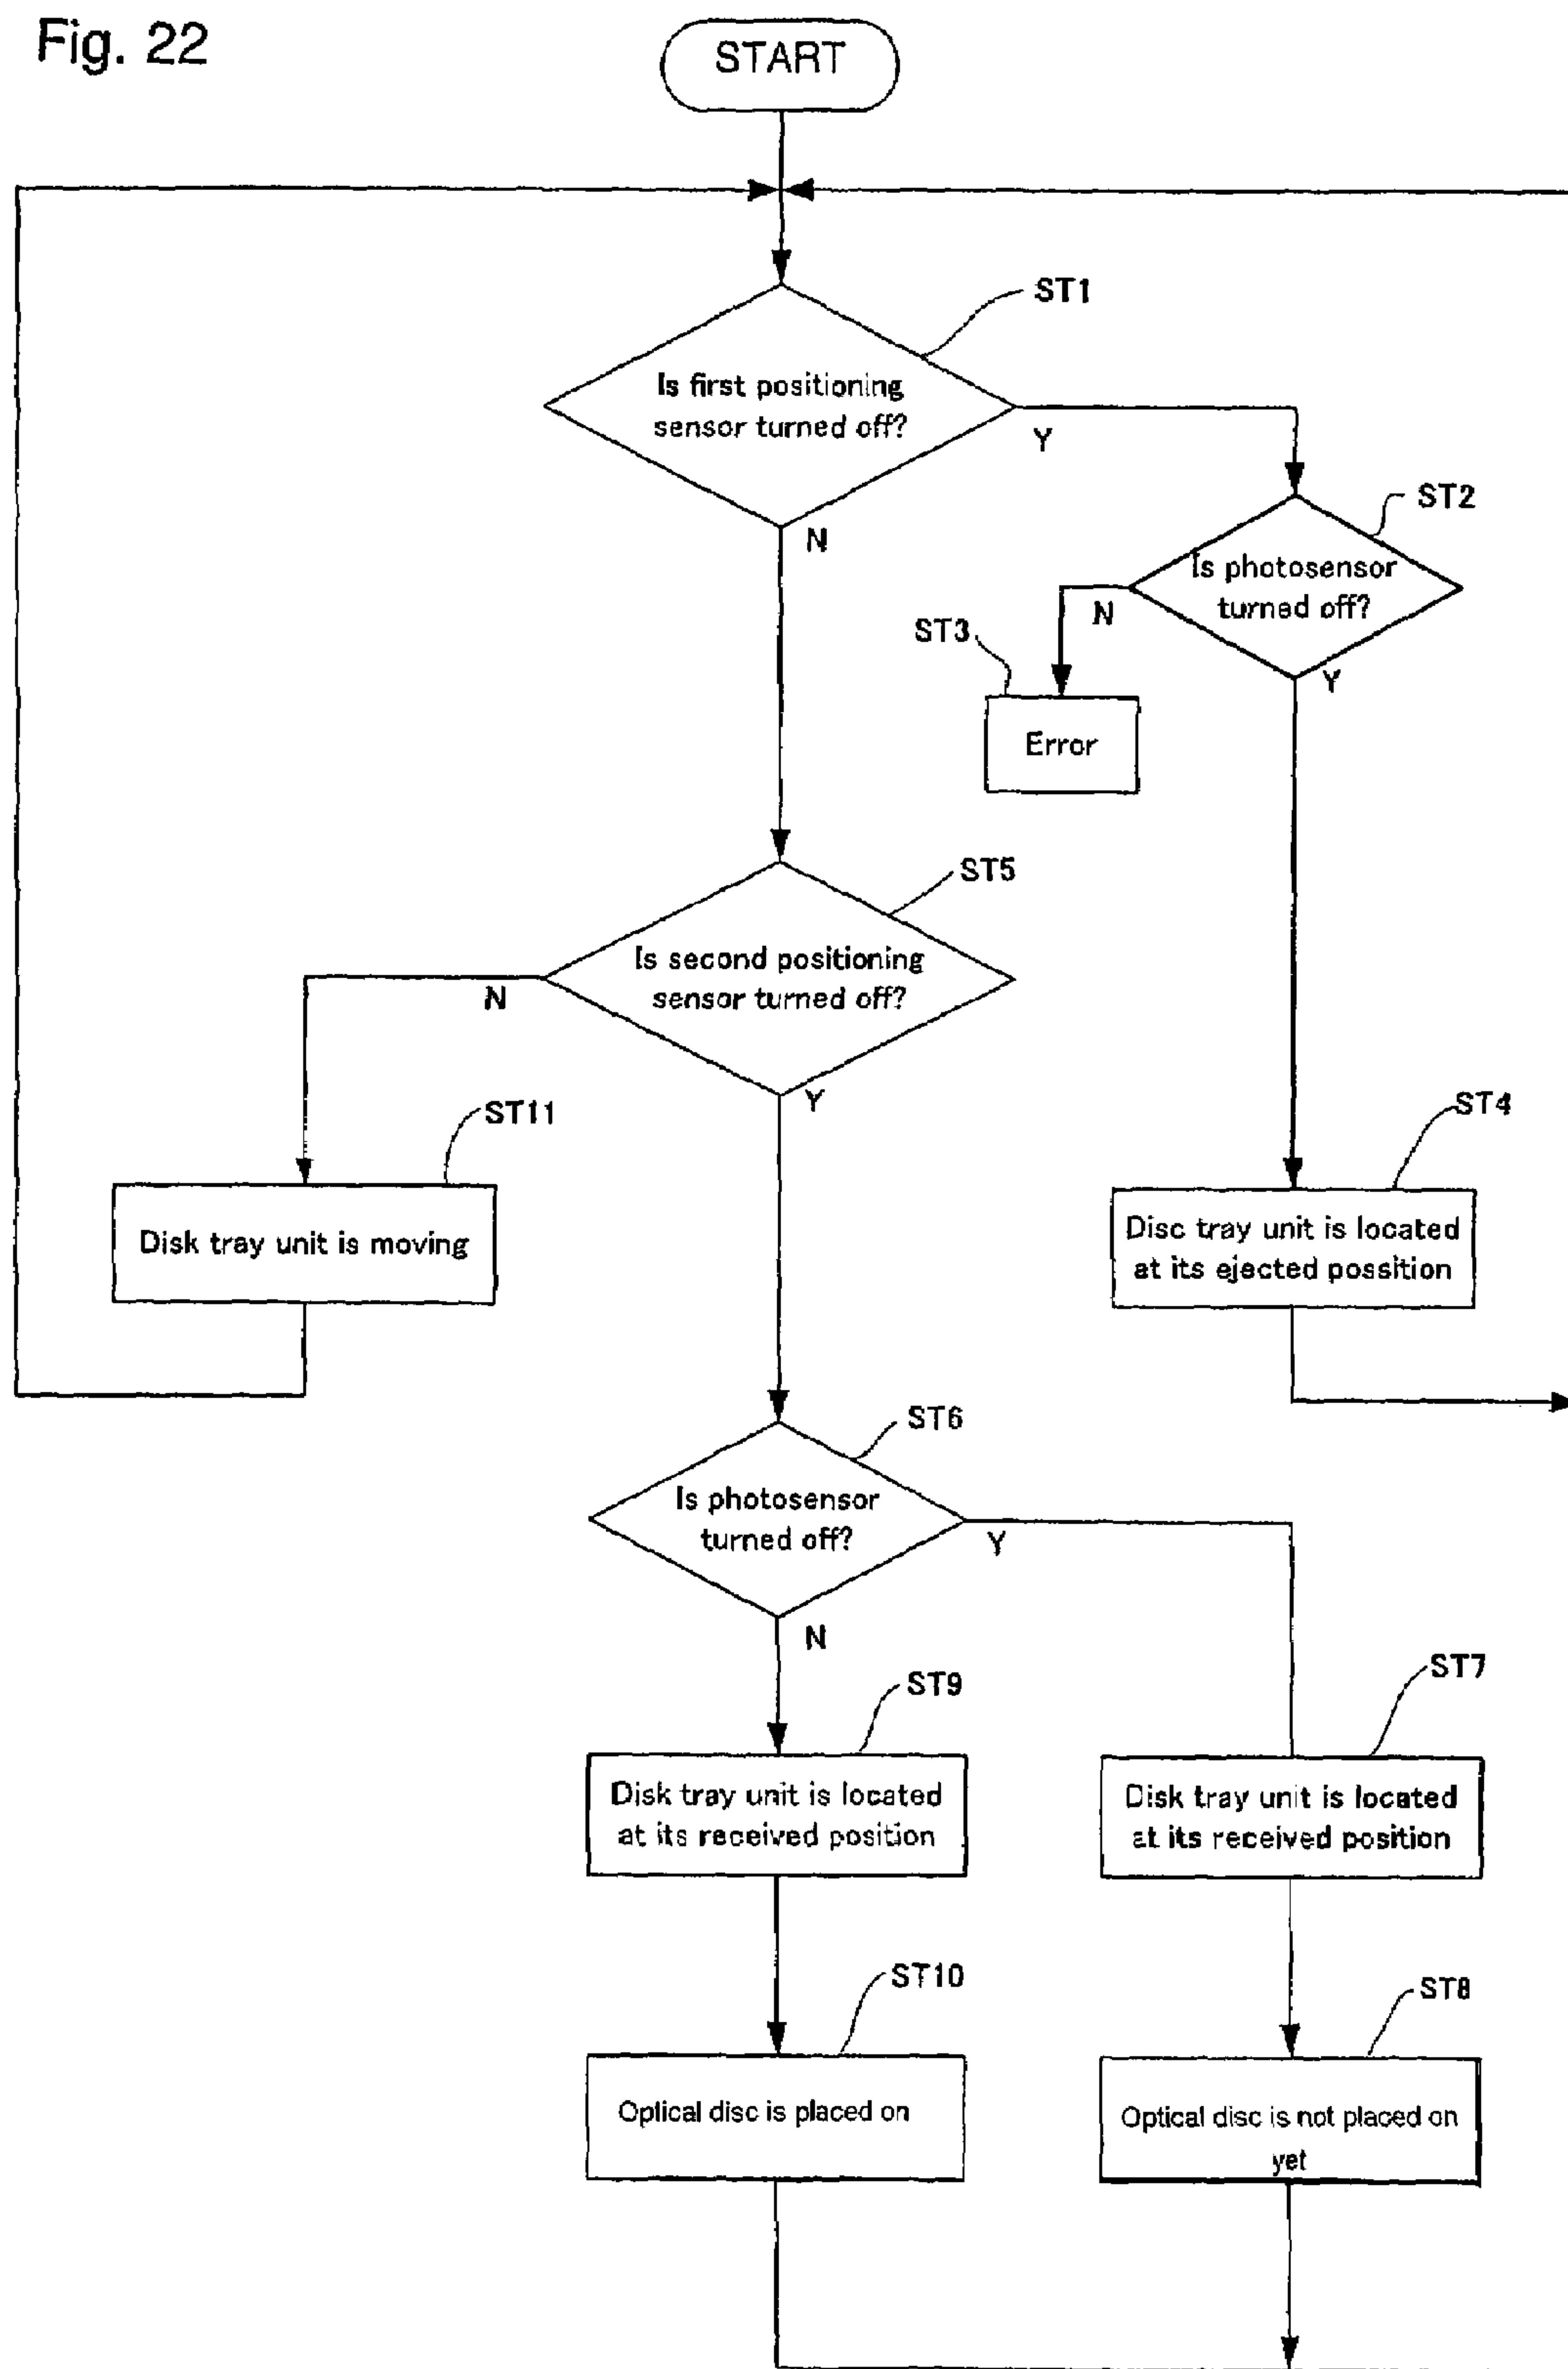 Fig. 22
START
ST1
Is first positioning
sensor turned off?
Y
N
ST2
Is photosensor
turned off?
N
Y
ST3
Error
ST5
Is second positioning
sensor turned off?
N
Y
ST11
Disk tray unit is moving
ST4
Disc tray unit is located
at its ejected possition
ST6
Is photosensor
turned off?
Y
N
ST9
Disk tray unit is located
at its received position
ST7
Disk tray unit is located
at its received position
ST10
Optical disc is placed on
ST8
Optical disc is not placed on
yet